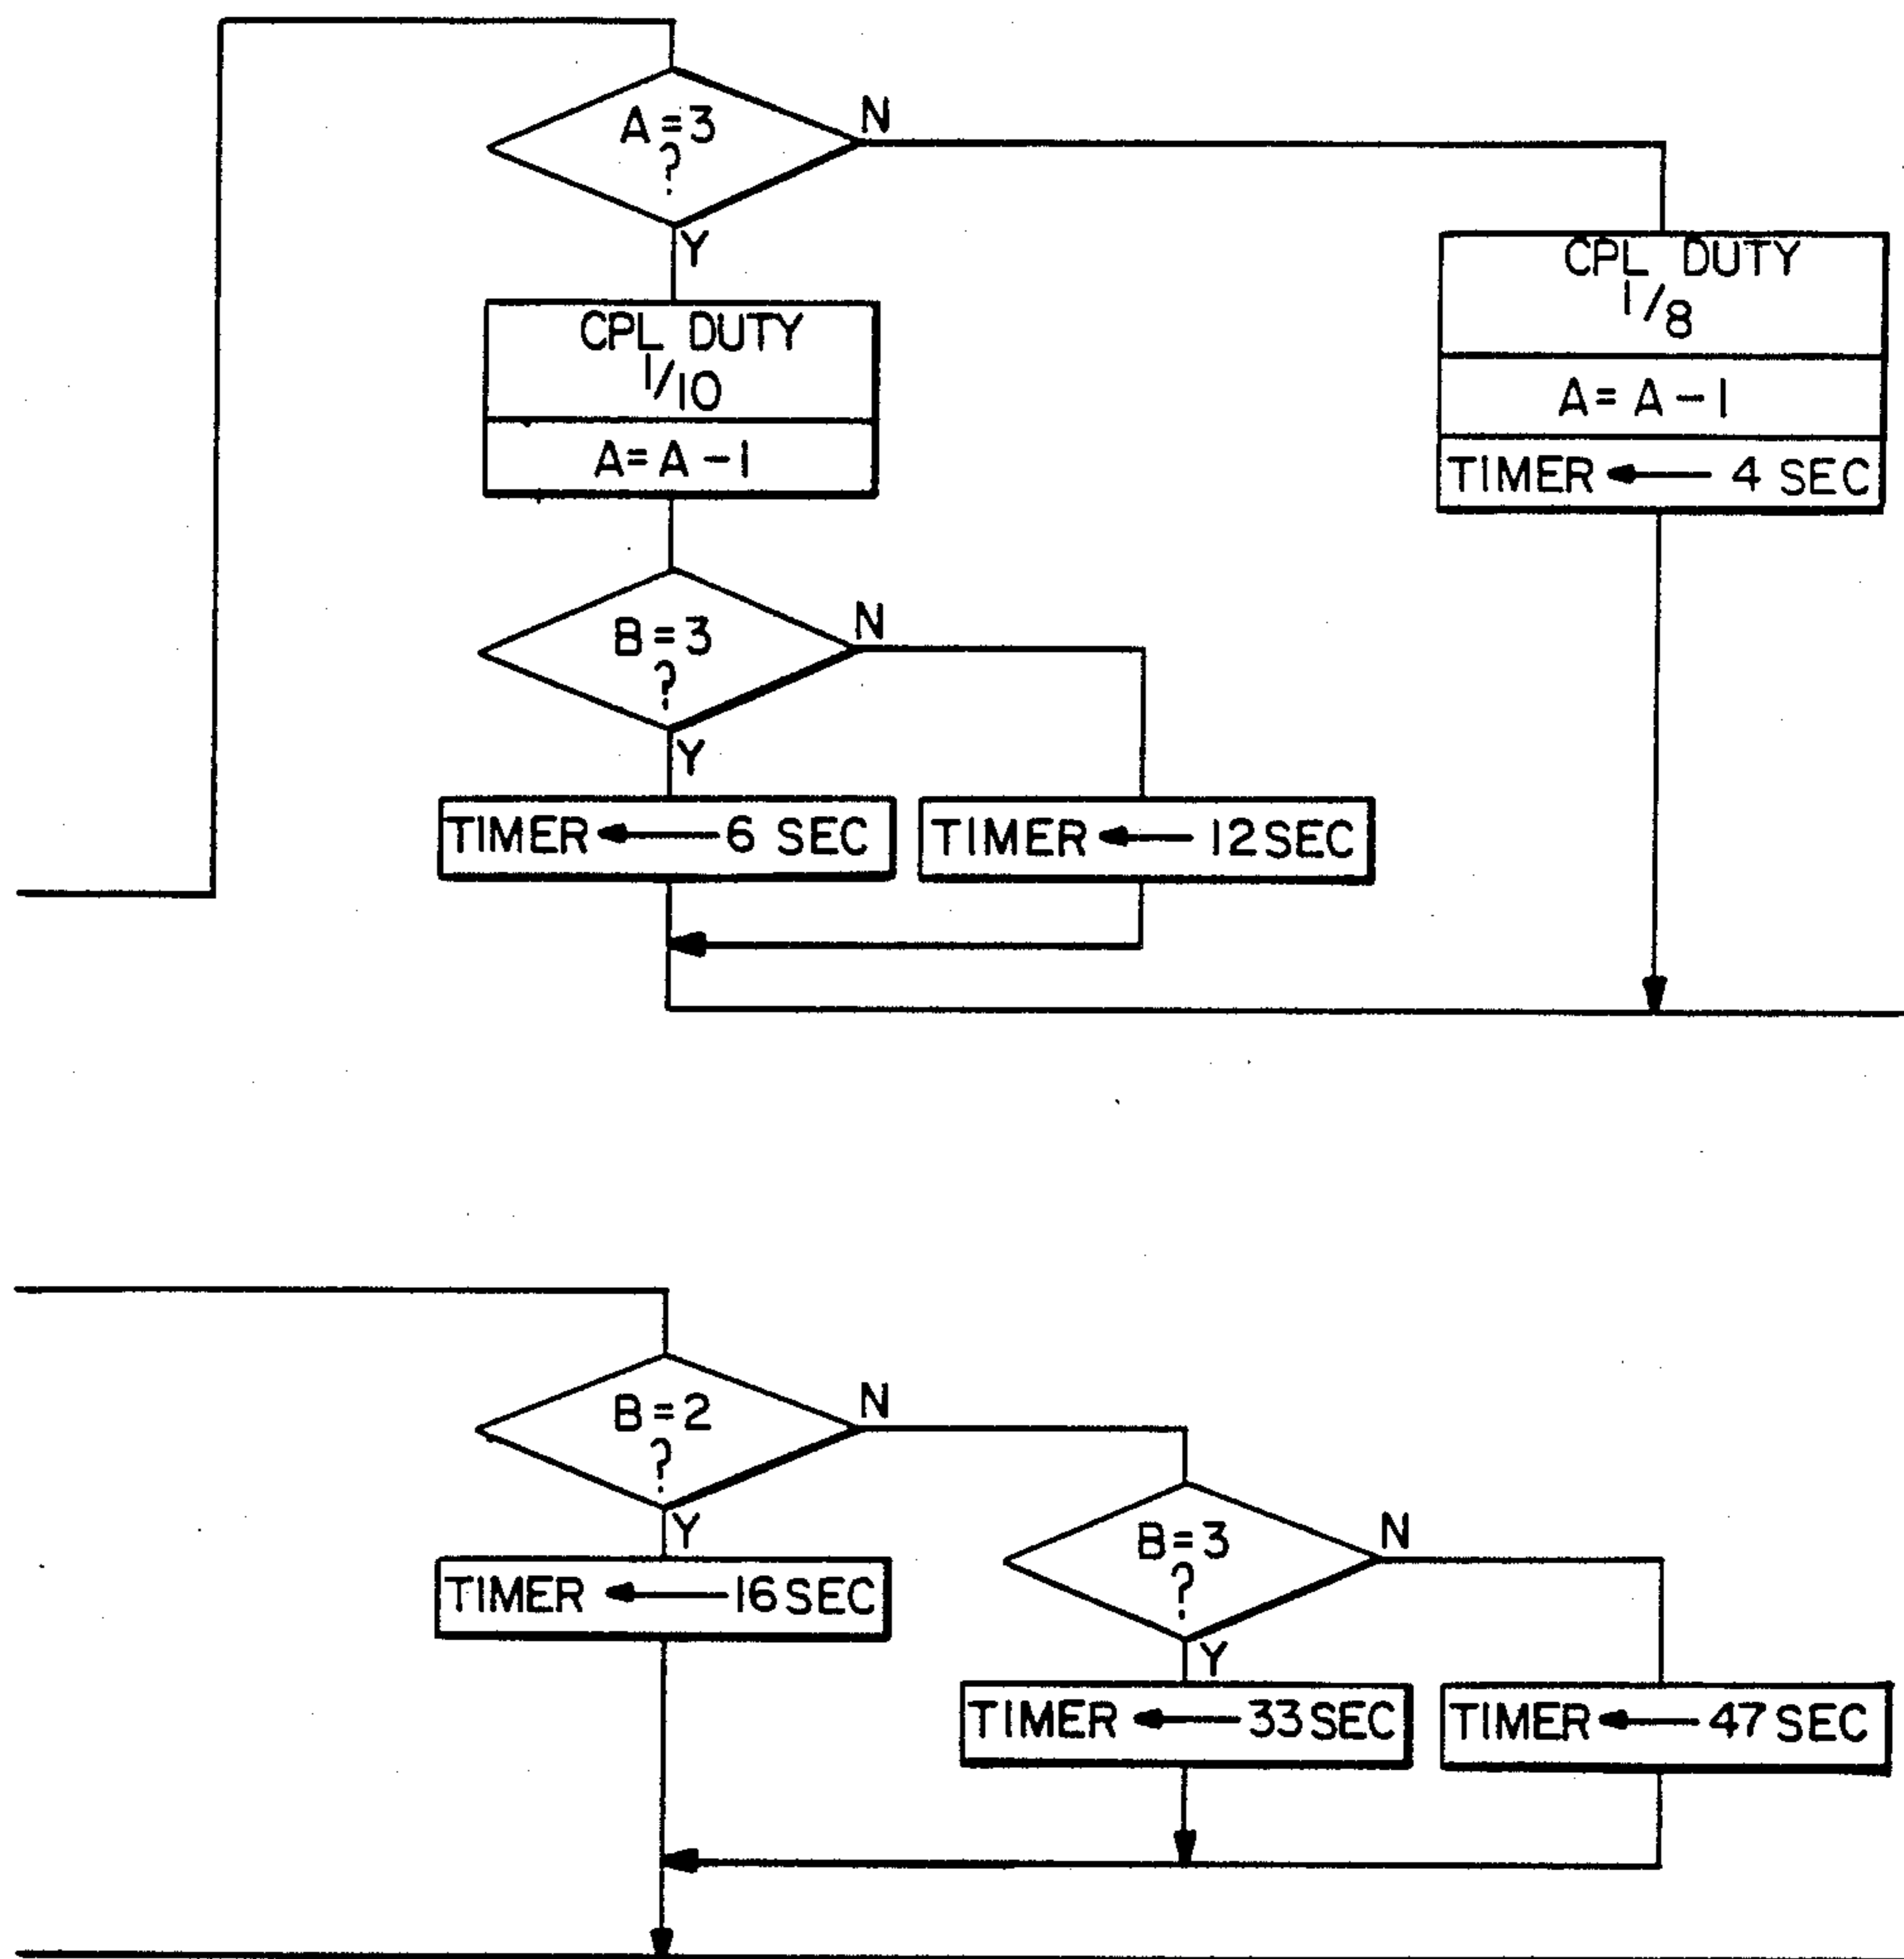 A=3
?
N
Y
CPL DUTY
1/10
A=A-1
CPL DUTY
1/8
A=A-1
TIMER ← 4 SEC
B=3
?
N
Y
TIMER ← 6 SEC
TIMER ← 12 SEC
B=2
?
N
Y
TIMER ← 16 SEC
B=3
?
N
Y
TIMER ← 33 SEC
TIMER ← 47 SEC